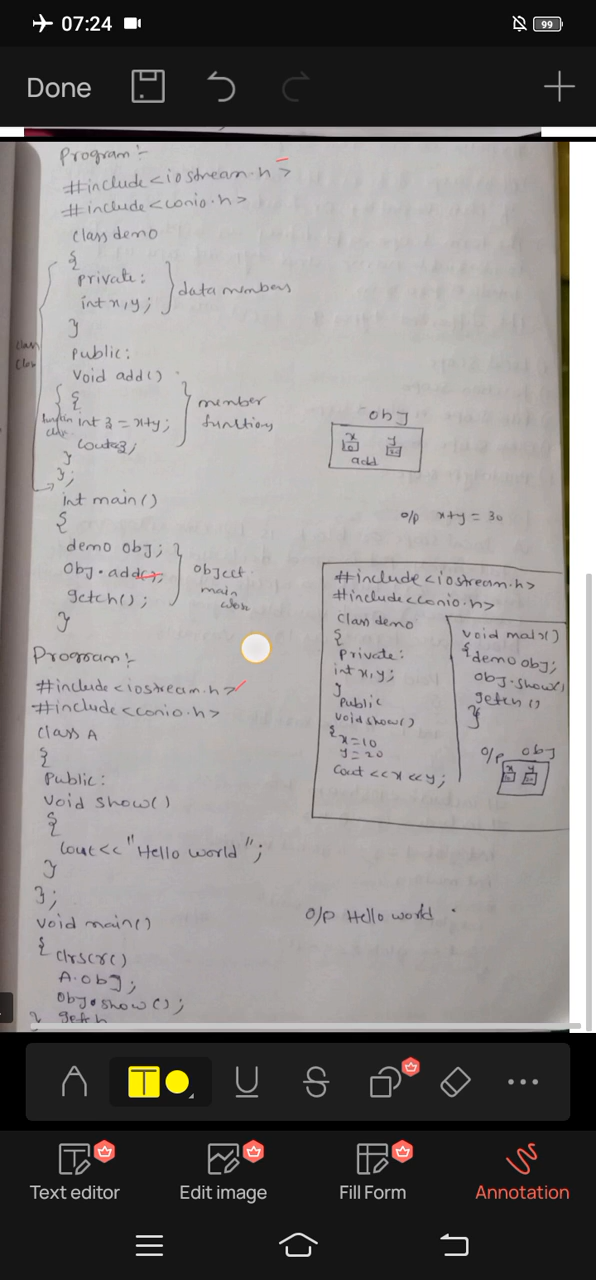 07:24
99
Done
Program:-
#include<iostream.h>
#include<conio.h>
class demo
{
private:
int x,y; } data members
}
Public:
Void add()
{
int 3 = x+y; } member functions
cout<3;
}
};
int main()
{
demo obj;
obj.add();
getch(); } object
main
}
obj
x y
add
o/p x+y = 30
#include<iostream.h>
#include<conio.h>
Class demo
{
Private:
int x,y;
}
Public
void show()
{
x=10
y=20
Cout <<x <<y;
void main()
{ demo obj;
obj.show()
getch()
}
o/p obj
x y
Program:-
#include<iostream.h>
#include<conio.h>
class A
{
Public:
Void show()
{
Cout<< "Hello world";
}
};
void main()
{ clrscr()
A.obj;
Obj.show();
} getch
o/p Hello world
Text editor
Edit image
Fill Form
Annotation